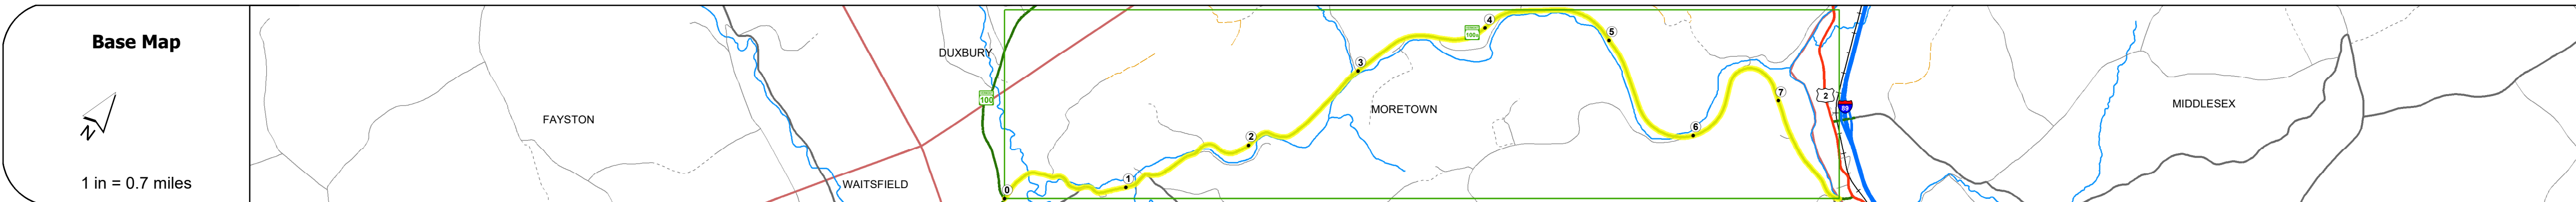 Base Map
N
1 in = 0.7 miles
FAYSTON
WAITSFIELD
DUXBURY
100
0
1
2
3
MORETOWN
100B
4
5
6
7
2
89
MIDDLESEX